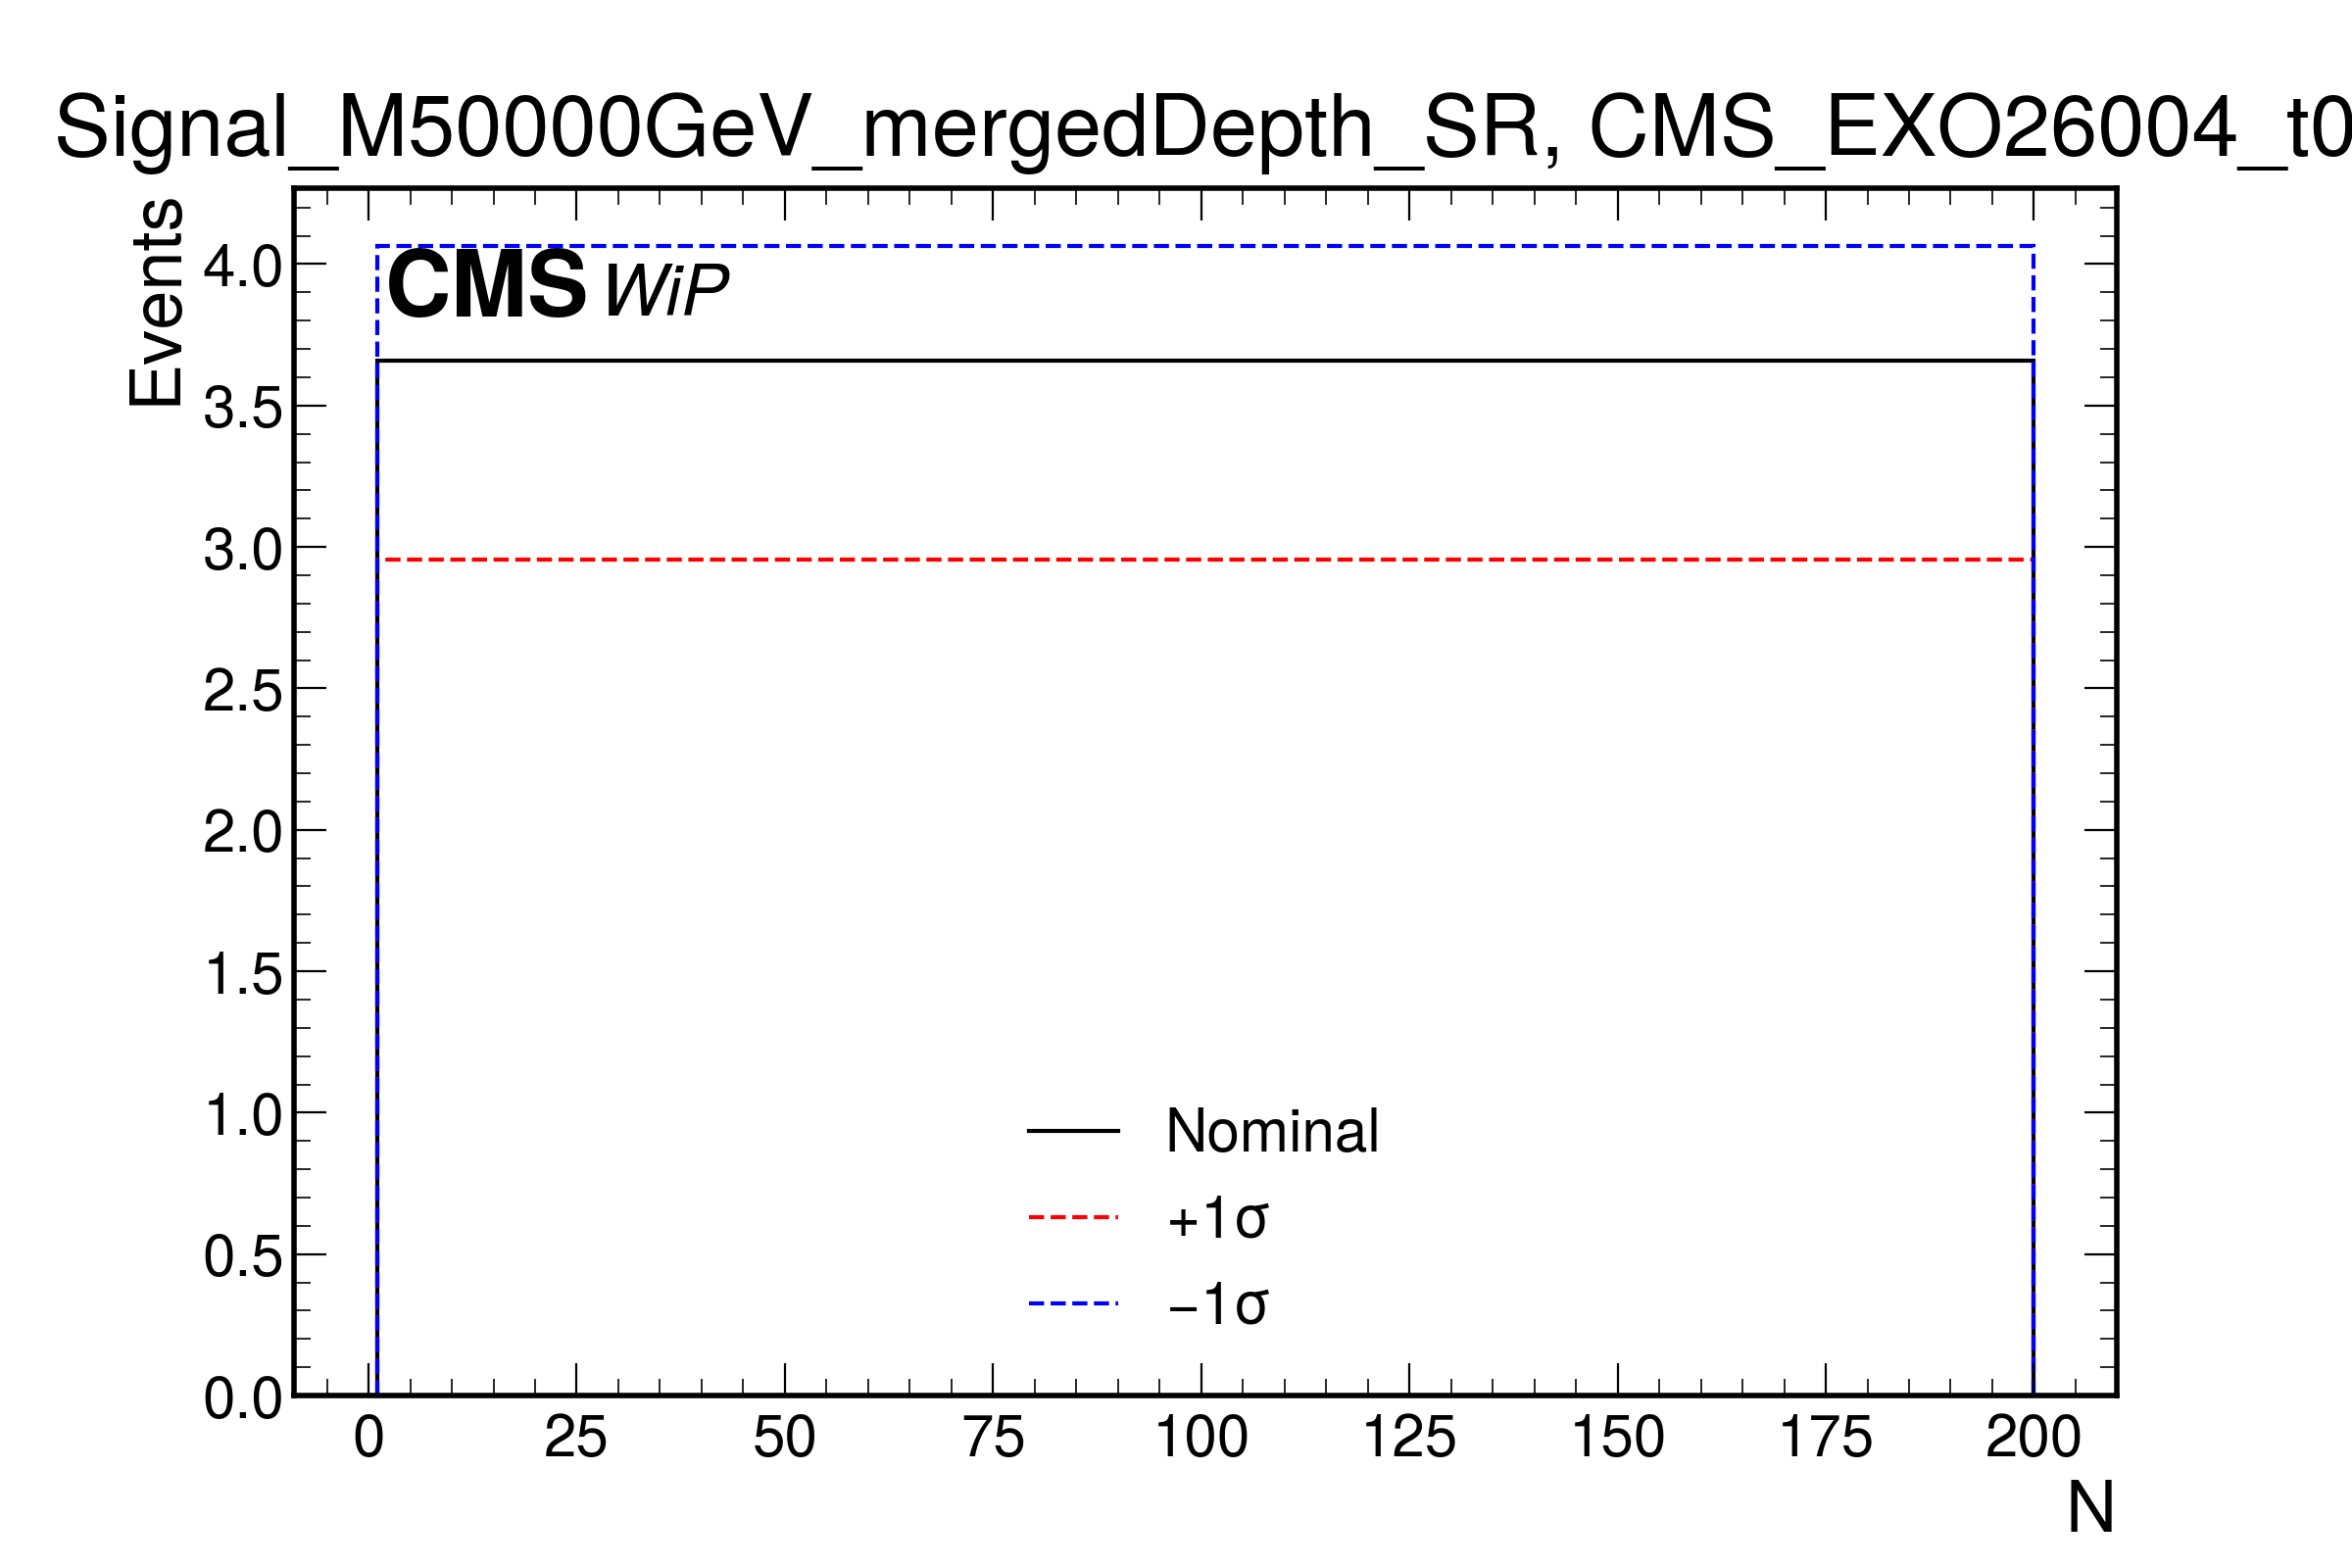 Signal_M50000GeV_mergedDepth_SR, CMS_EXO26004_t0
Events
CMS WiP
4.0
3.5
3.0
2.5
2.0
1.5
1.0
0.5
0.0
Nominal
+1σ
−1σ
0 25 50 75 100 125 150 175 200
N